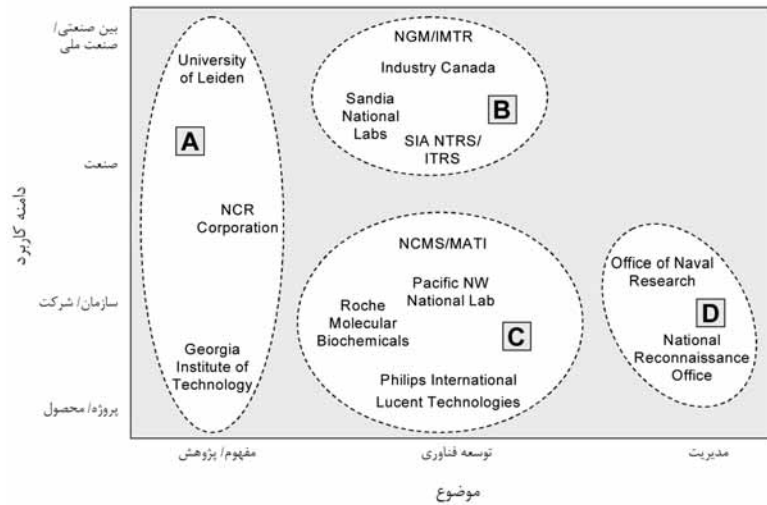 بین صنعتی/
صنعت ملی
صنعت
دامنه کاربرد
سازمان/ شرکت
پروژه/ محصول
University
of Leiden
A
NCR
Corporation
Georgia
Institute of
Technology
NGM/IMTR
Industry Canada
Sandia
National
Labs
B
SIA NTRS/
ITRS
NCMS/MATI
Pacific NW
National Lab
Roche
Molecular
Biochemicals
C
Philips International
Lucent Technologies
Office of Naval
Research
D
National
Reconnaissance
Office
مفهوم/ پژوهش
توسعه فناوری
مدیریت
موضوع